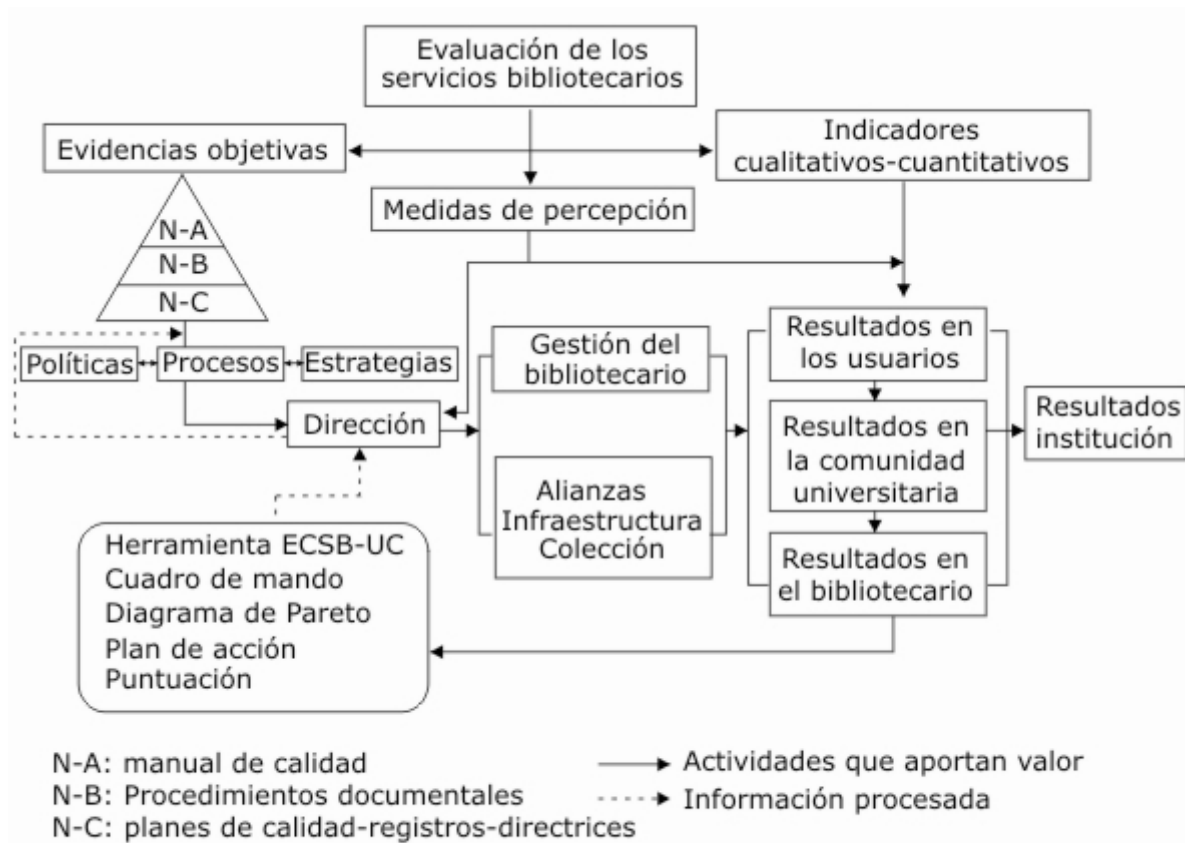 Evaluación de los
servicios bibliotecarios
Evidencias objetivas
Indicadores
cualitativos-cuantitativos
Medidas de percepción
N-A
N-B
N-C
Políticas
Procesos
Estrategias
Dirección
Gestión del
bibliotecario
Alianzas
Infraestructura
Colección
Resultados en
los usuarios
Resultados en
la comunidad
universitaria
Resultados en
el bibliotecario
Resultados
institución
Herramienta ECSB-UC
Cuadro de mando
Diagrama de Pareto
Plan de acción
Puntuación
N-A: manual de calidad
N-B: Procedimientos documentales
N-C: planes de calidad-registros-directrices
Actividades que aportan valor
Información procesada